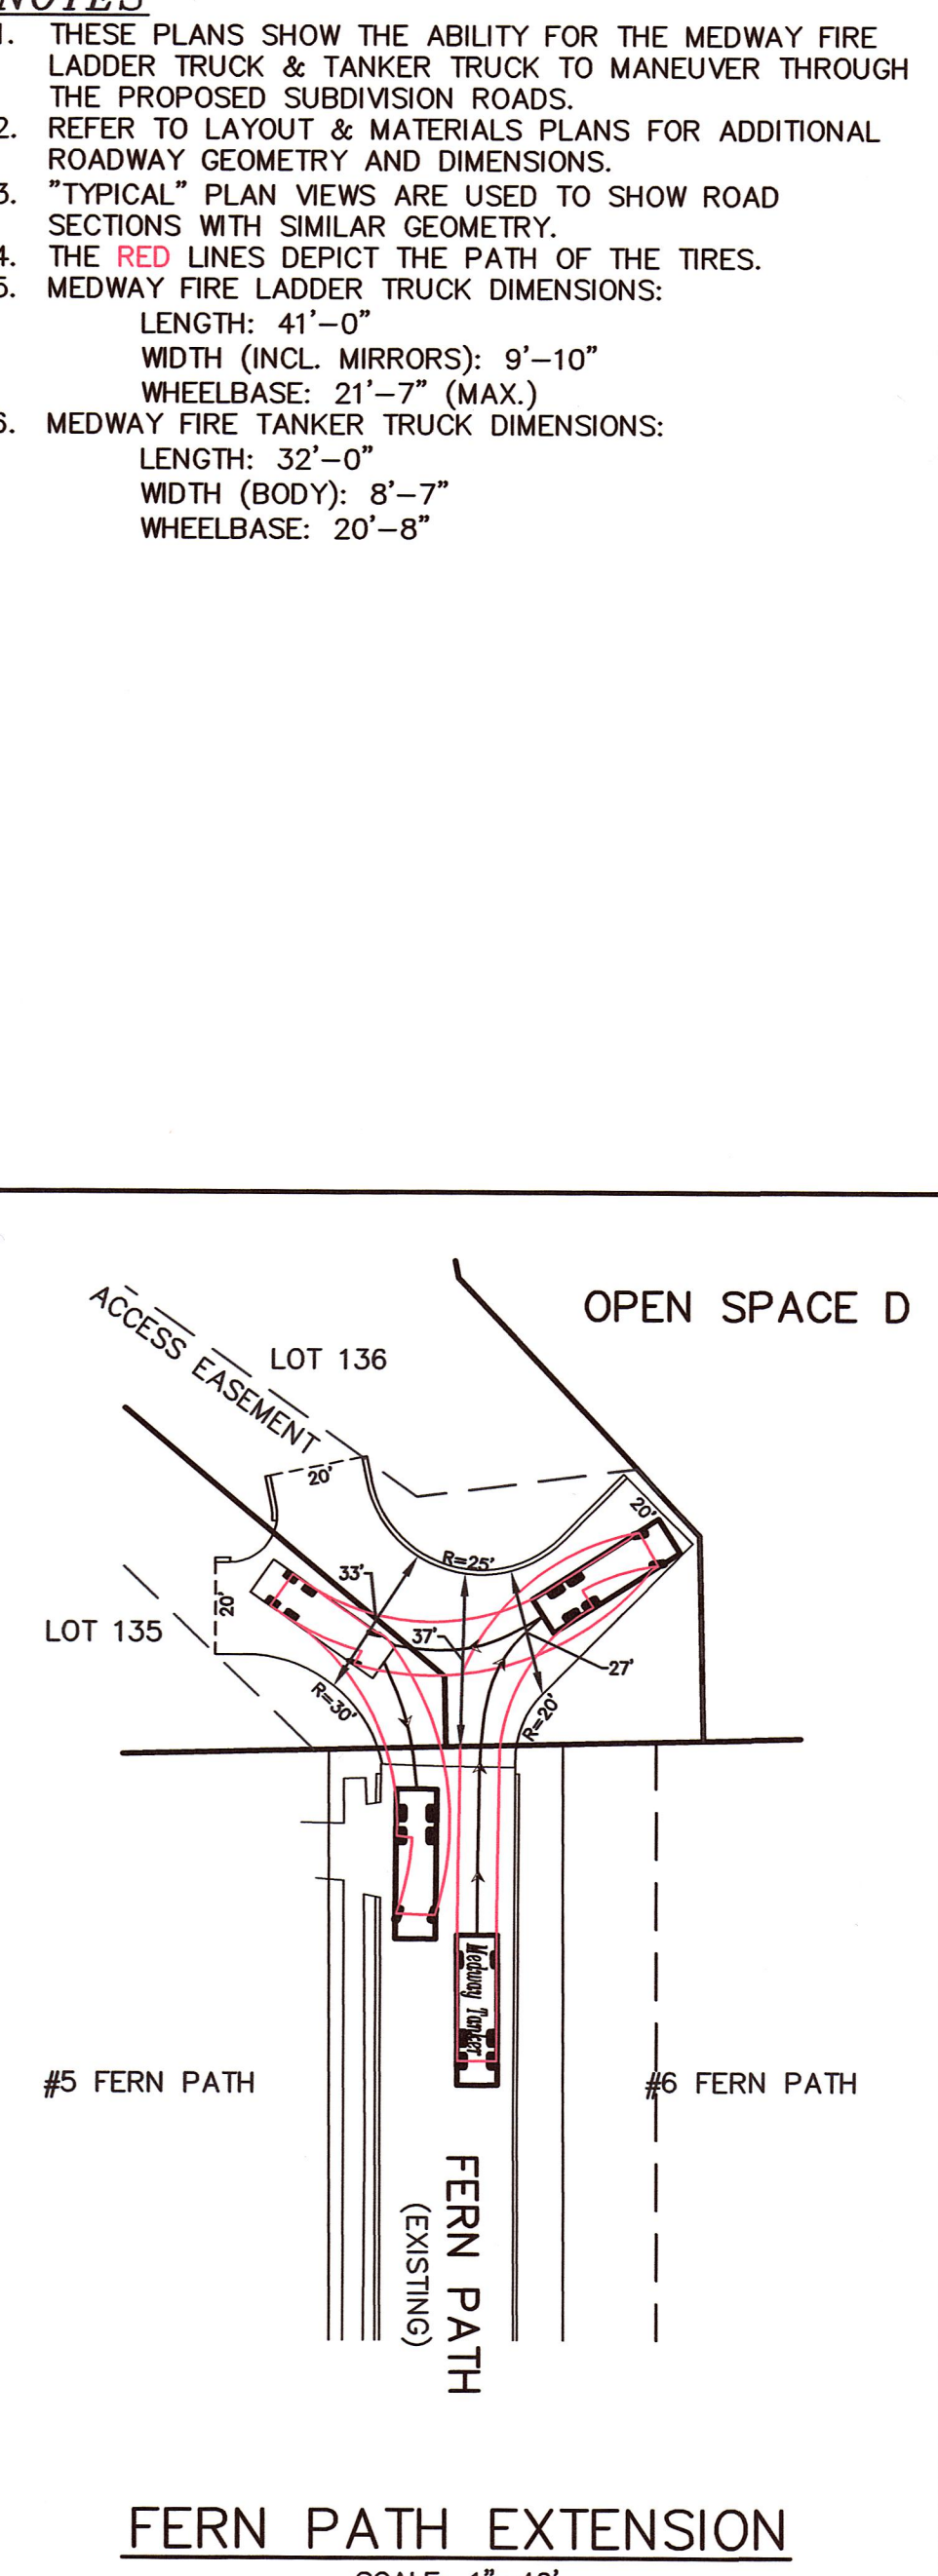 NOTES
1. THESE PLANS SHOW THE ABILITY FOR THE MEDWAY FIRE
LADDER TRUCK & TANKER TRUCK TO MANEUVER THROUGH
THE PROPOSED SUBDIVISION ROADS.
2. REFER TO LAYOUT & MATERIALS PLANS FOR ADDITIONAL
ROADWAY GEOMETRY AND DIMENSIONS.
3. "TYPICAL" PLAN VIEWS ARE USED TO SHOW ROAD
SECTIONS WITH SIMILAR GEOMETRY.
4. THE RED LINES DEPICT THE PATH OF THE TIRES.
5. MEDWAY FIRE LADDER TRUCK DIMENSIONS:
LENGTH: 41'-0"
WIDTH (INCL. MIRRORS): 9'-10"
WHEELBASE: 21'-7" (MAX.)
6. MEDWAY FIRE TANKER TRUCK DIMENSIONS:
LENGTH: 32'-0"
WIDTH (BODY): 8'-7"
WHEELBASE: 20'-8"
OPEN SPACE D
ACCESS EASEMENT
LOT 136
20'
20'
R=25'
33'
20'
LOT 135
37'
27'
R=30'
R=20'
Medway Tanker
#5 FERN PATH
#6 FERN PATH
FERN PATH
(EXISTING)
FERN PATH EXTENSION